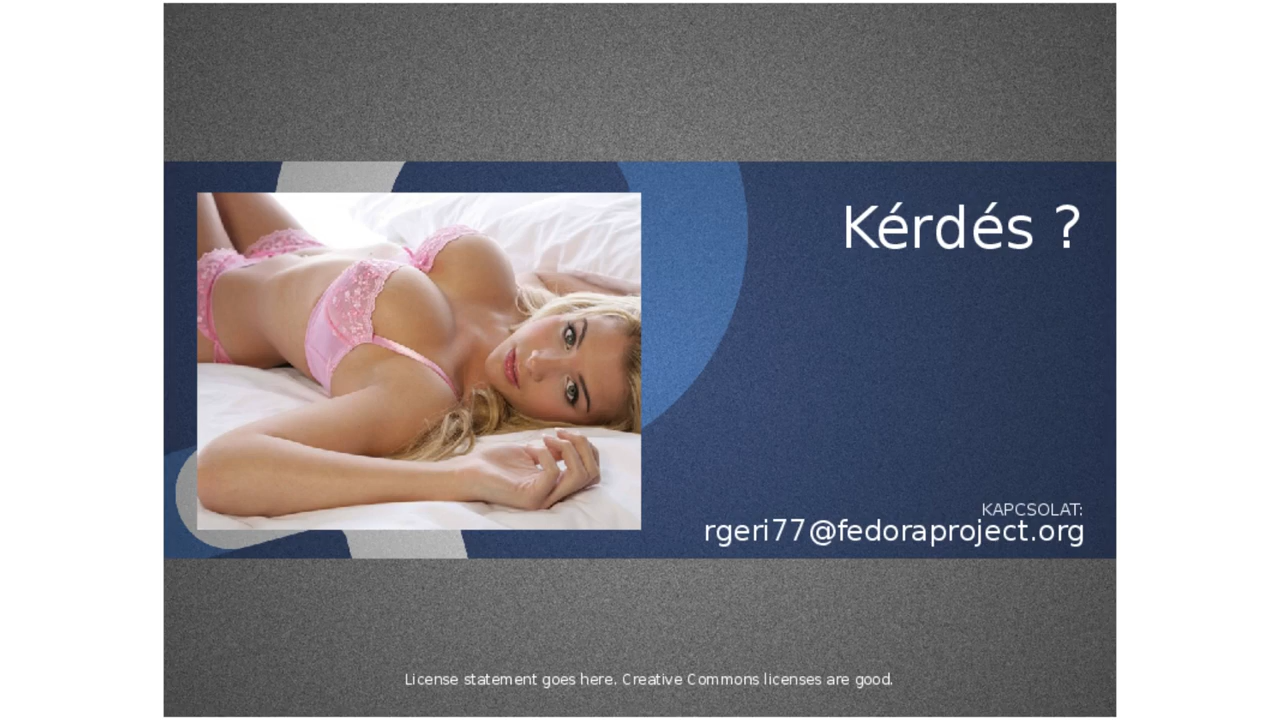 Kérdés ?
KAPCSOLAT:
rgeri77@fedoraproject.org
License statement goes here. Creative Commons licenses are good.